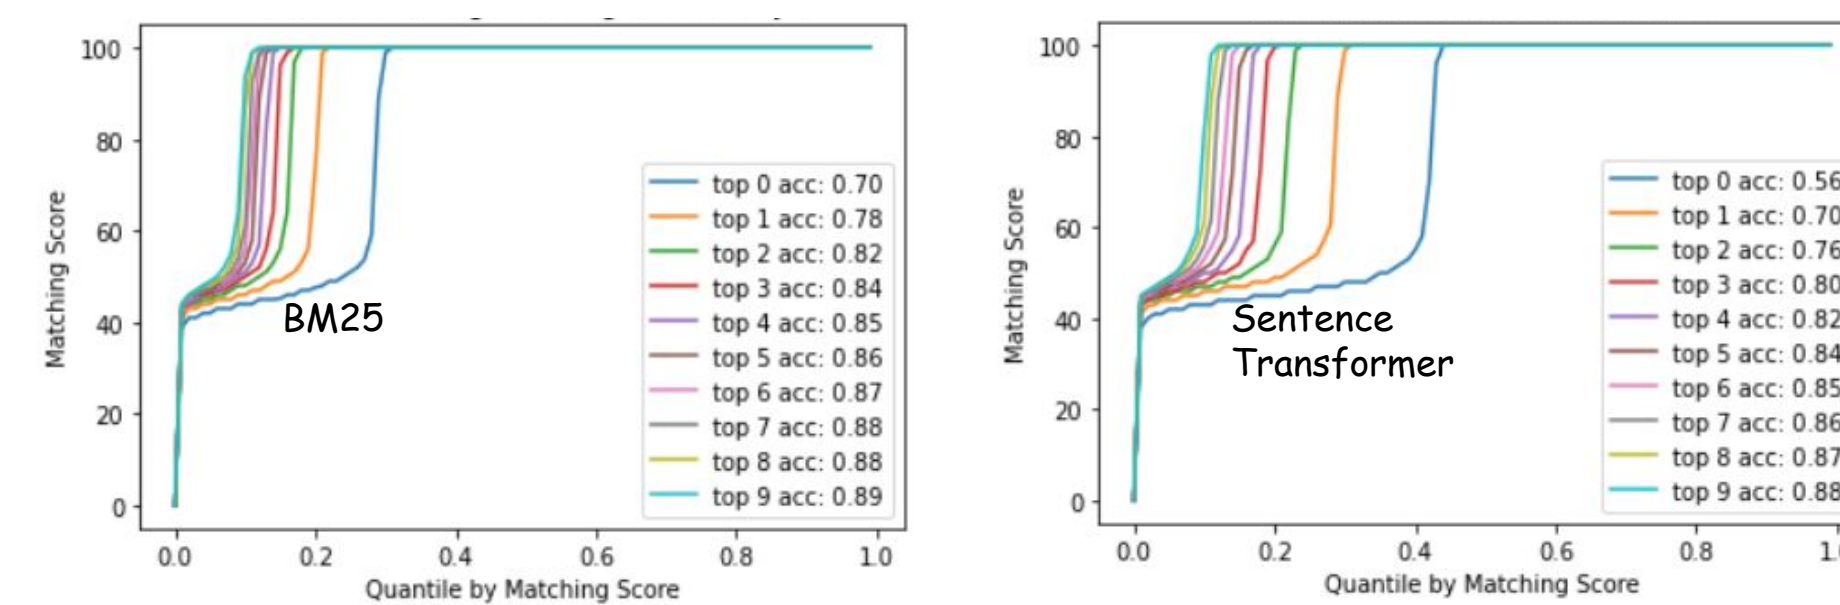 100
80
60
40
20
0
Matching Score
BM25
top 0 acc: 0.70
top 1 acc: 0.78
top 2 acc: 0.82
top 3 acc: 0.84
top 4 acc: 0.85
top 5 acc: 0.86
top 6 acc: 0.87
top 7 acc: 0.88
top 8 acc: 0.88
top 9 acc: 0.89
0.0 0.2 0.4 0.6 0.8 1.0
Quantile by Matching Score
100
80
60
40
20
0
Matching Score
Sentence
Transformer
top 0 acc: 0.56
top 1 acc: 0.70
top 2 acc: 0.76
top 3 acc: 0.80
top 4 acc: 0.82
top 5 acc: 0.84
top 6 acc: 0.85
top 7 acc: 0.86
top 8 acc: 0.87
top 9 acc: 0.88
0.0 0.2 0.4 0.6 0.8
Quantile by Matching Score